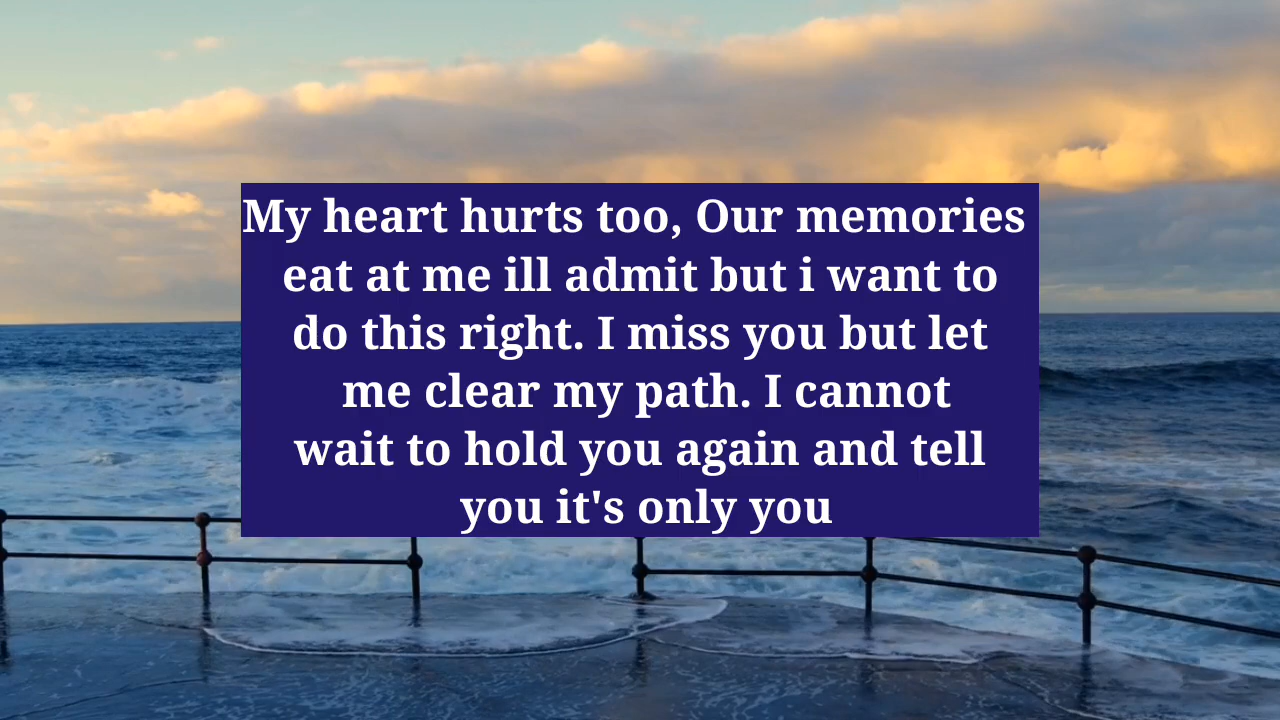 My heart hurts too, Our memories
eat at me ill admit but i want to
do this right. I miss you but let
me clear my path. I cannot
wait to hold you again and tell
you it's only you